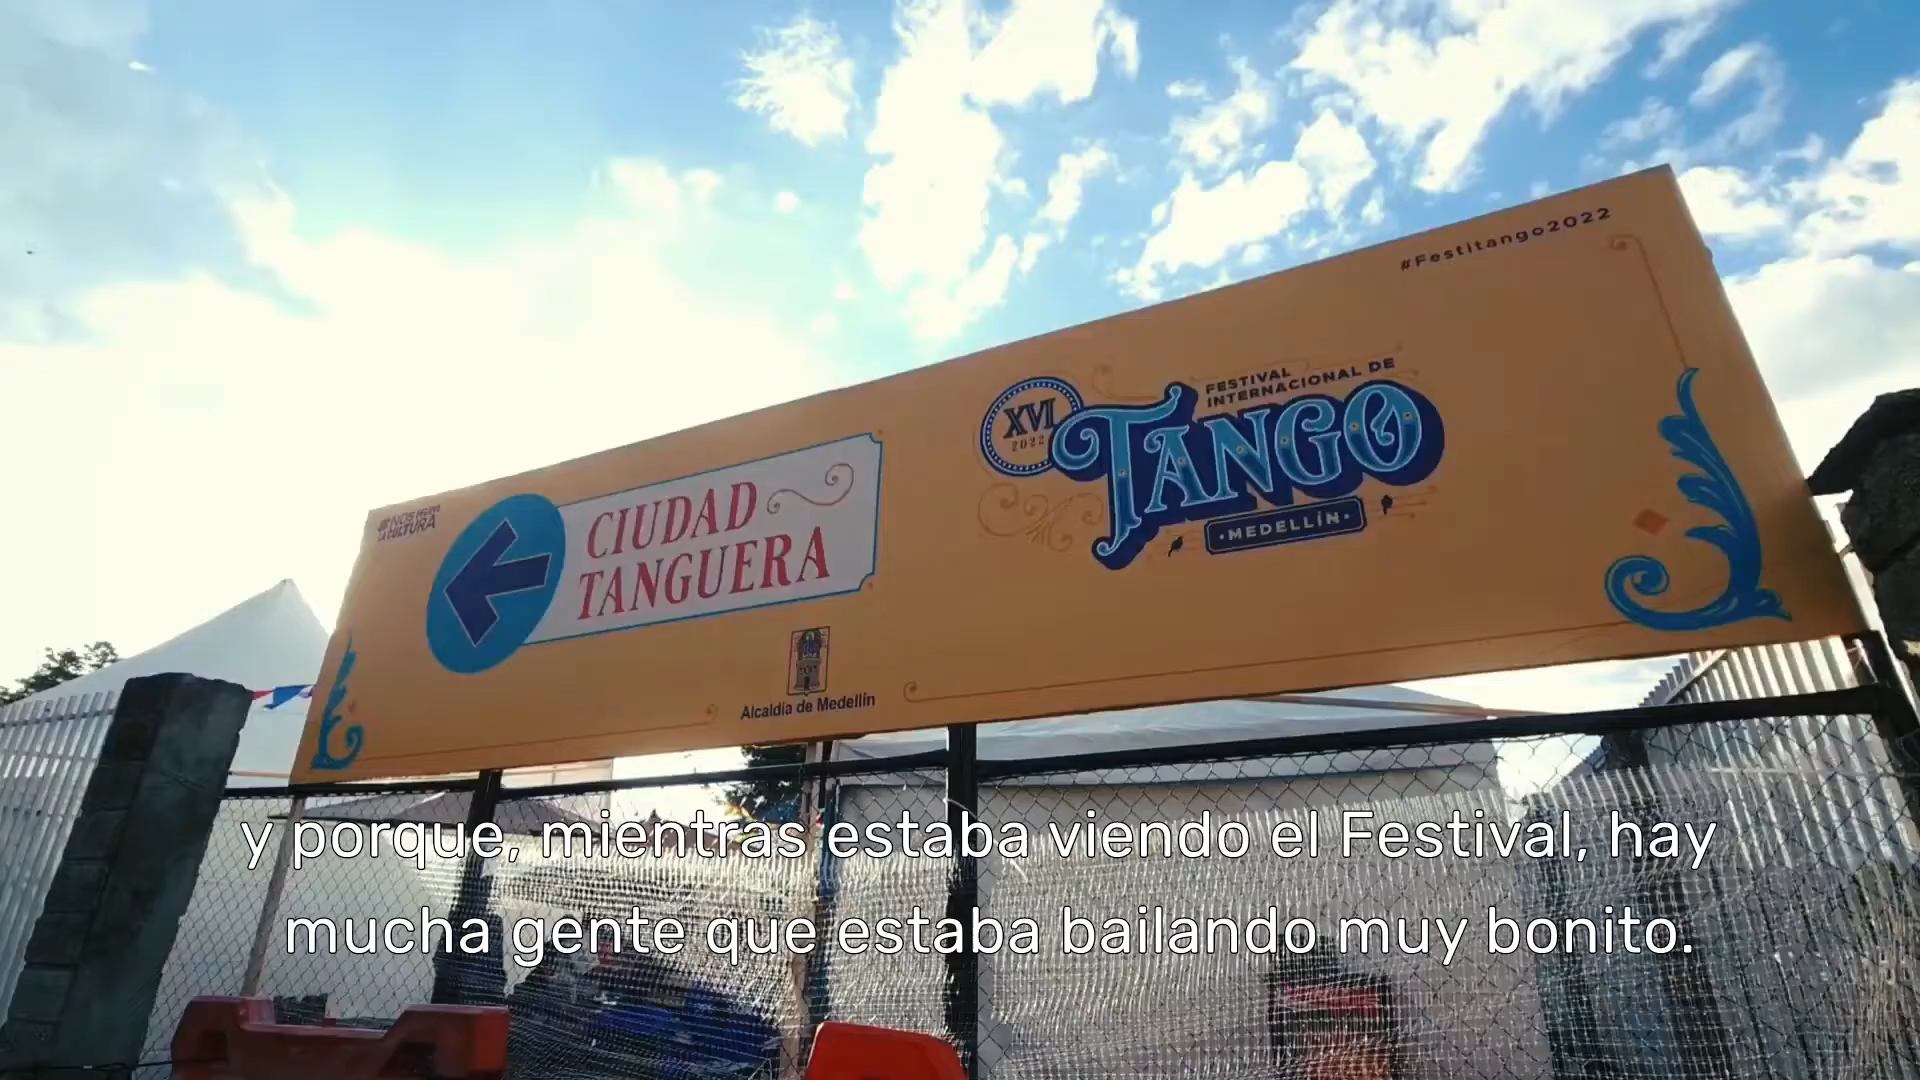 #Festitango2022
XVI
2022
FESTIVAL
INTERNACIONAL DE
TANGO
·MEDELLÍN·
CIUDAD
TANGUERA
Alcaldía de Medellín
y porque, mientras estaba viendo el Festival, hay
mucha gente que estaba bailando muy bonito.